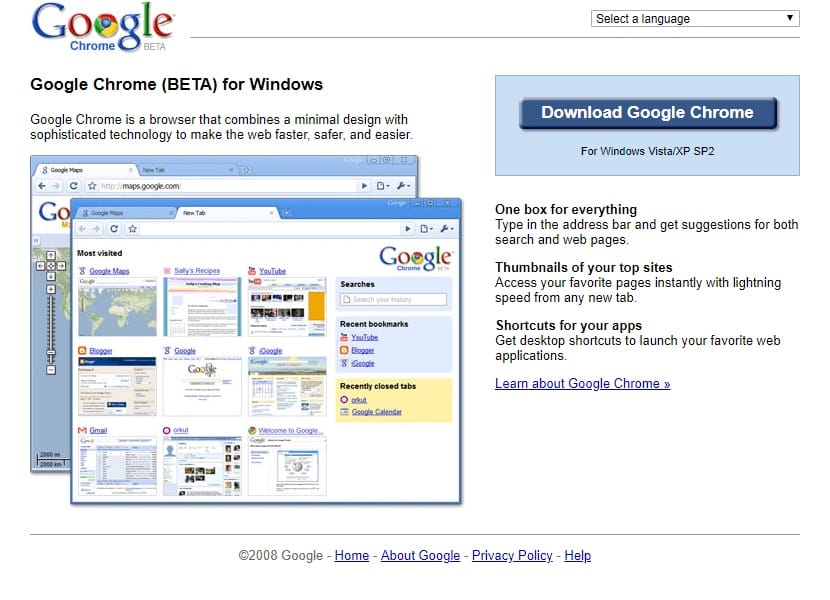 Google
Chrome BETA
Select a language
Google Chrome (BETA) for Windows
Google Chrome is a browser that combines a minimal design with
sophisticated technology to make the web faster, safer, and easier.
Google
Google Maps
New Tab
http://maps.google.com/
Google
Google Maps
New Tab
Most visited
Google
Chrome BETA
Google Maps
Sally's Recipes
YouTube
Searches
Search your history
Recent bookmarks
YouTube
Blogger
iGoogle
Blogger
Google
iGoogle
Recently closed tabs
orkut
Google Calendar
Gmail
orkut
Welcome to Google...
2000 mi
2000 km
Download Google Chrome
For Windows Vista/XP SP2
One box for everything
Type in the address bar and get suggestions for both
search and web pages.
Thumbnails of your top sites
Access your favorite pages instantly with lightning
speed from any new tab.
Shortcuts for your apps
Get desktop shortcuts to launch your favorite web
applications.
Learn about Google Chrome »
©2008 Google - Home - About Google - Privacy Policy - Help